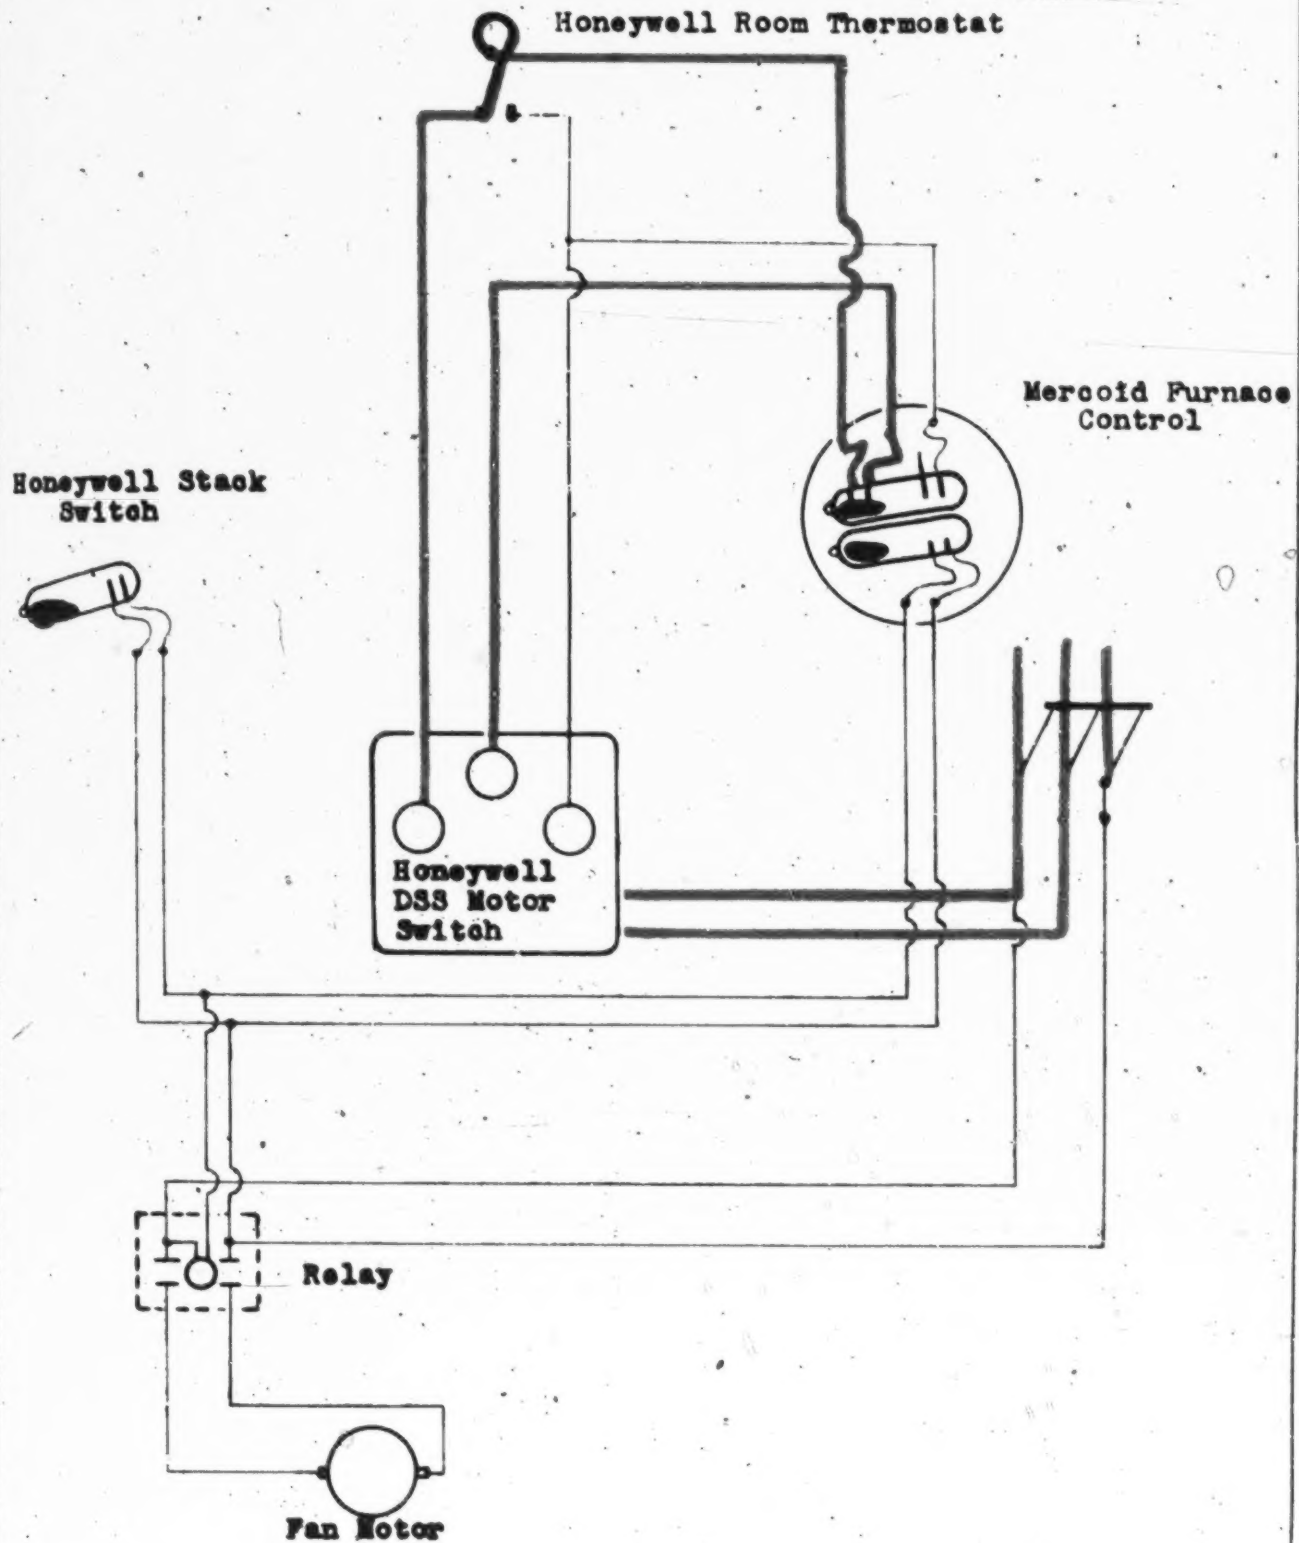 Honeywell Room Thermostat
Mercoid Furnace
Control
Honeywell Stack
Switch
Honeywell
DSS Motor
Switch
Relay
Fan Motor